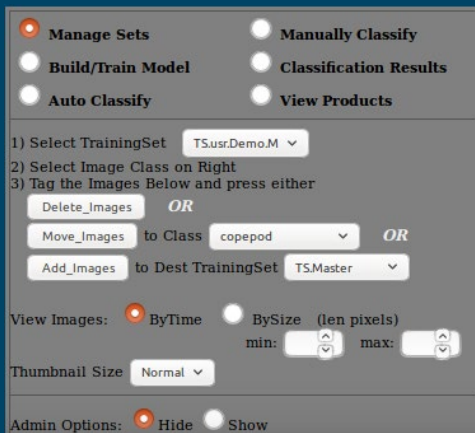 Manage Sets Manually Classify
Build/Train Model Classification Results
Auto Classify View Products
1) Select TrainingSet TS.usr.Demo.M
2) Select Image Class on Right
3) Tag the Images Below and press either
Delete_Images OR
Move_Images to Class copepod OR
Add_Images to Dest TrainingSet TS.Master
View Images: ByTime BySize (len pixels)
min: max:
Thumbnail Size Normal
Admin Options: Hide Show